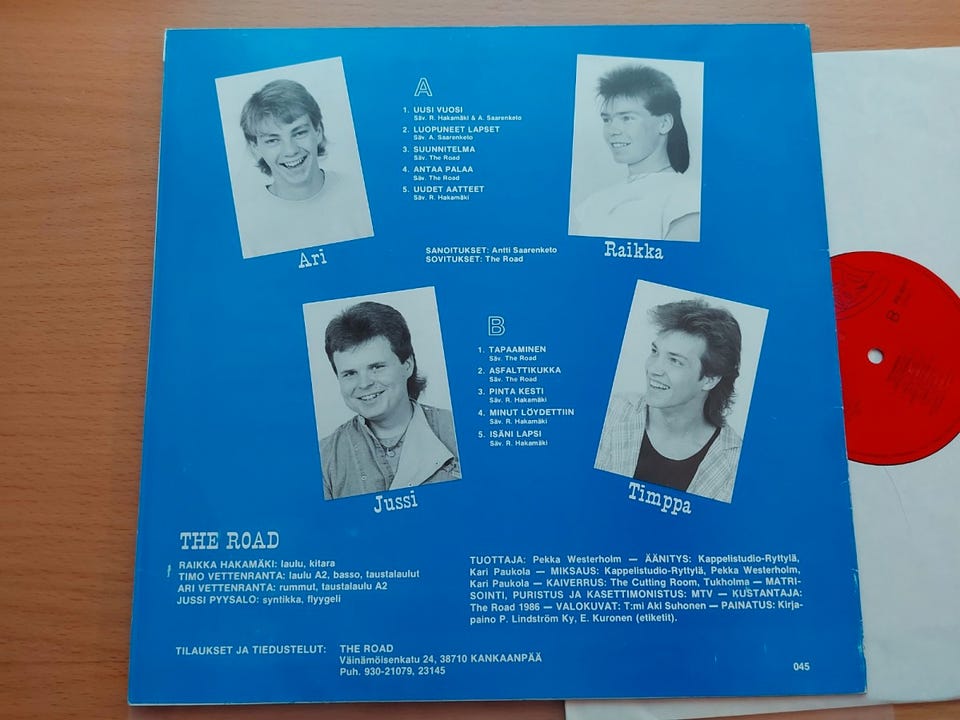 A
1. UUSI VUOSI
Säv. R. Hakamäki & A. Saarenketo
2. LUOPUNEET LAPSET
Säv. A. Saarenketo
3. SUUNNITELMA
Säv. The Road
4. ANTAA PALAA
Säv. The Road
5. UUDET AATTEET
Säv. R. Hakamäki
Ari
Raikka
SANOITUKSET: Antti Saarenketo
SOVITUKSET: The Road
B
1. TAPAAMINEN
Säv. The Road
2. ASFALTTIKUKKA
Säv. The Road
3. PINTA KESTI
Säv. R. Hakamäki
4. MINUT LÖYDETTIIN
Säv. R. Hakamäki
5. ISÄNI LAPSI
Säv. R. Hakamäki
Jussi
Timppa
THE ROAD
RAIKKA HAKAMÄKI: laulu, kitara
TIMO VETTENRANTA: laulu A2, basso, taustalaulut
ARI VETTENRANTA: rummut, taustalaulu A2
JUSSI PYYSALO: syntikka, flyygeli
TUOTTAJA: Pekka Westerholm — ÄÄNITYS: Kappelistudio-Ryttylä,
Kari Paukola — MIKSAUS: Kappelistudio-Ryttylä, Pekka Westerholm,
Kari Paukola — KAIVERRUS: The Cutting Room, Tukholma — MATRI-
SOINTI, PURISTUS JA KASETTIMONISTUS: MTV — KUSTANTAJA:
The Road 1986 — VALOKUVAT: T:mi Aki Suhonen — PAINATUS: Kirja-
paino P. Lindström Ky, E. Kuronen (etiketit).
TILAUKSET JA TIEDUSTELUT: THE ROAD
Väinämöisenkatu 24, 38710 KANKAANPÄÄ
Puh. 930-21079, 23145
045
B